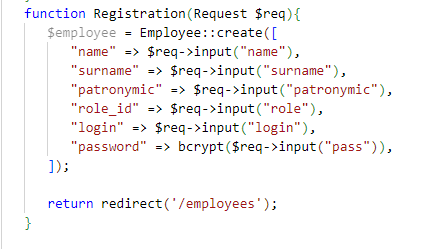 function Registration(Request $req){
$employee = Employee::create([
"name" => $req->input("name"),
"surname" => $req->input("surname"),
"patronymic" => $req->input("patronymic"),
"role_id" => $req->input("role"),
"login" => $req->input("login"),
"password" => bcrypt($req->input("pass")),
]);
return redirect('/employees');
}